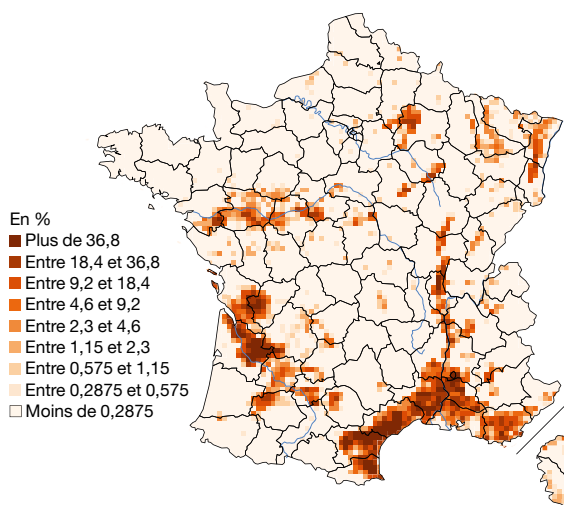 En %
Plus de 36,8
Entre 18,4 et 36,8
Entre 9,2 et 18,4
Entre 4,6 et 9,2
Entre 2,3 et 4,6
Entre 1,15 et 2,3
Entre 0,575 et 1,15
Entre 0,2875 et 0,575
Moins de 0,2875